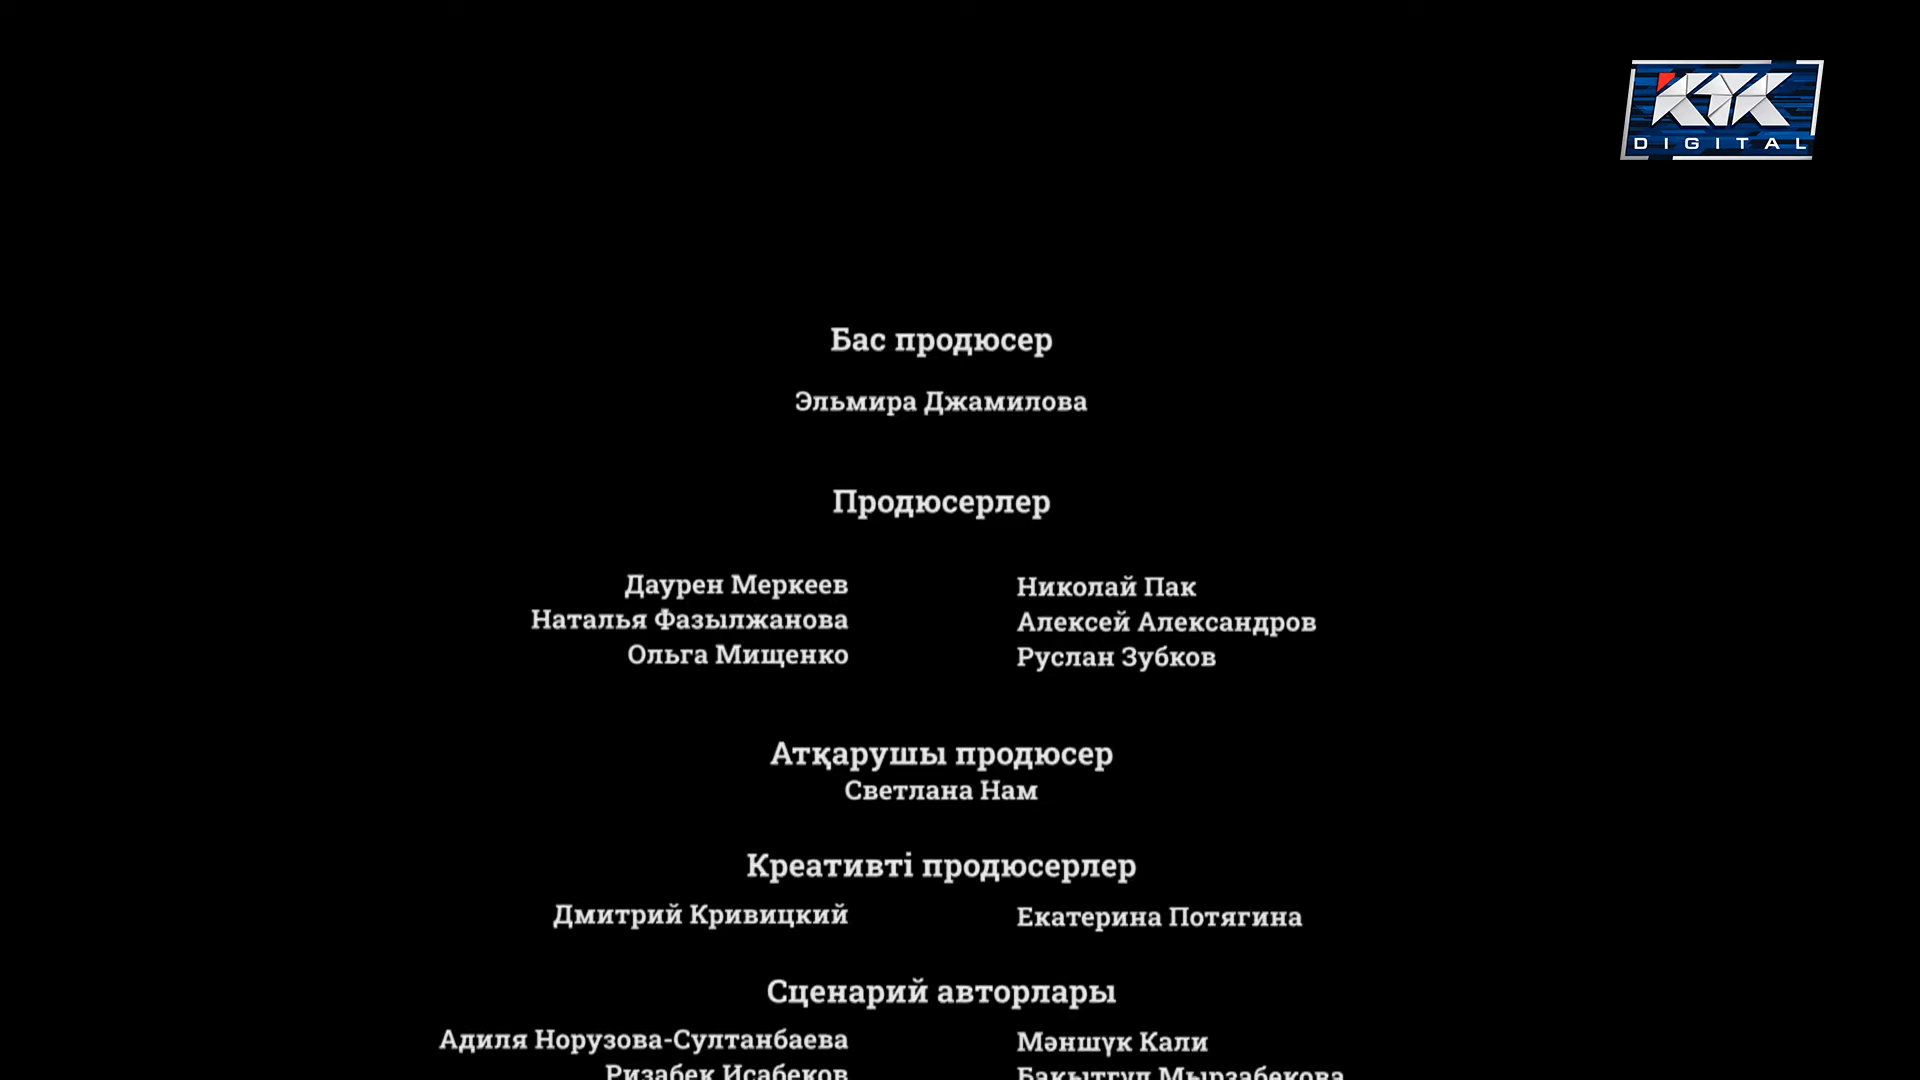 КТК
DIGITAL
Бас продюсер
Эльмира Джамилова
Продюсерлер
Даурен Меркеев Николай Пак
Наталья Фазылжанова Алексей Александров
Ольга Мищенко Руслан Зубков
Атқарушы продюсер
Светлана Нам
Креативті продюсерлер
Дмитрий Кривицкий Екатерина Потягина
Сценарий авторлары
Адиля Норузова-Султанбаева Мәншүк Кали
Ризабек Исабеков Бақытгул Мырзабекова